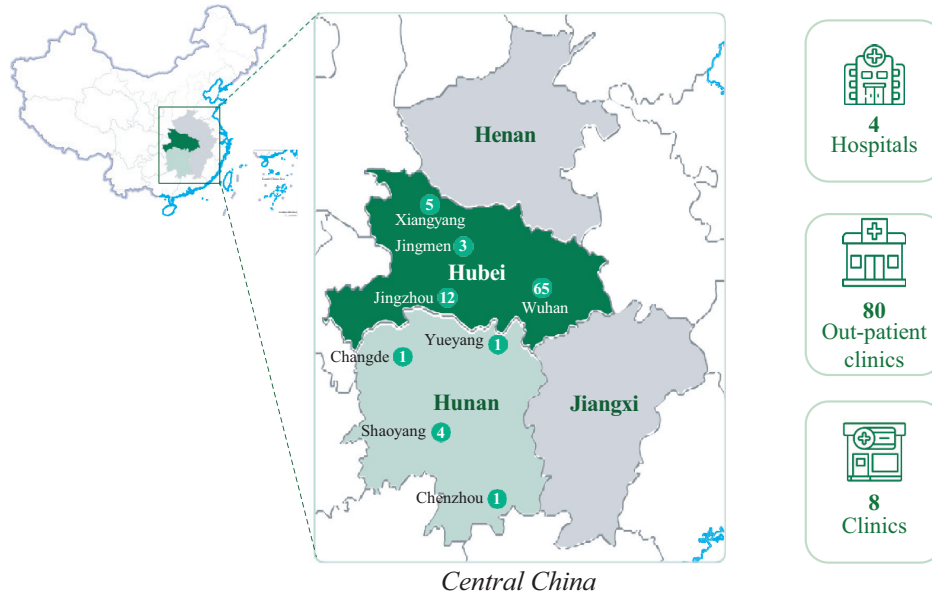 Henan
5
Xiangyang
Jingmen 3
Hubei
Jingzhou 12
65
Wuhan
Yueyang 1
Changde 1
Hunan
Jiangxi
Shaoyang 4
Chenzhou 1
Central China
4
Hospitals
80
Out-patient
clinics
8
Clinics